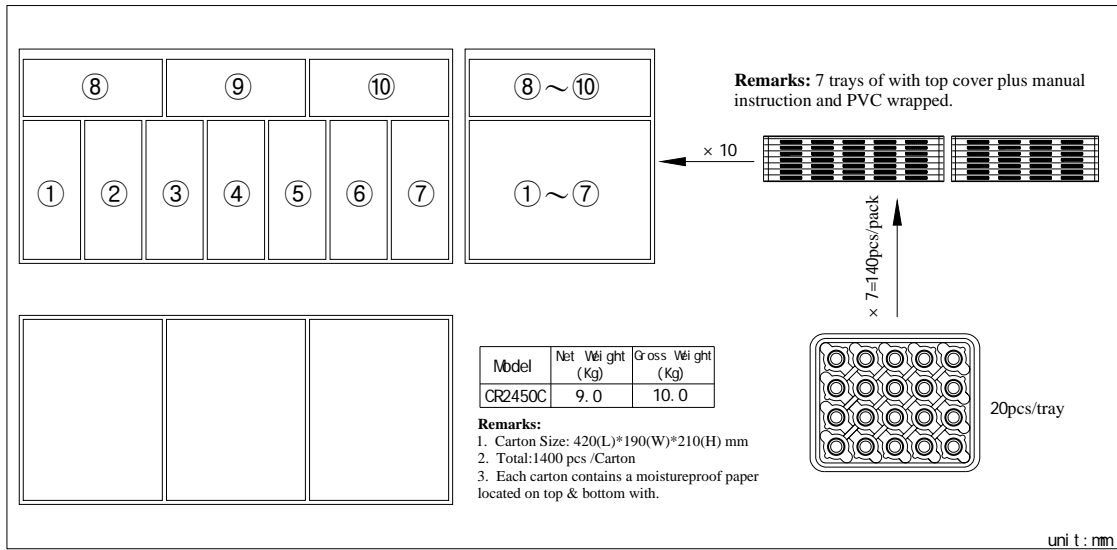 ⑧ ⑨ ⑩
① ② ③ ④ ⑤ ⑥ ⑦
⑧～⑩
①～⑦
× 10
Remarks: 7 trays of with top cover plus manual
instruction and PVC wrapped.
× 7=140pcs/pack
20pcs/tray
Model
Net Weight
(Kg)
Gross Weight
(Kg)
CR2450C 9.0 10.0
Remarks:
1. Carton Size: 420(L)*190(W)*210(H) mm
2. Total:1400 pcs /Carton
3. Each carton contains a moistureproof paper
located on top & bottom with.
unit:mm